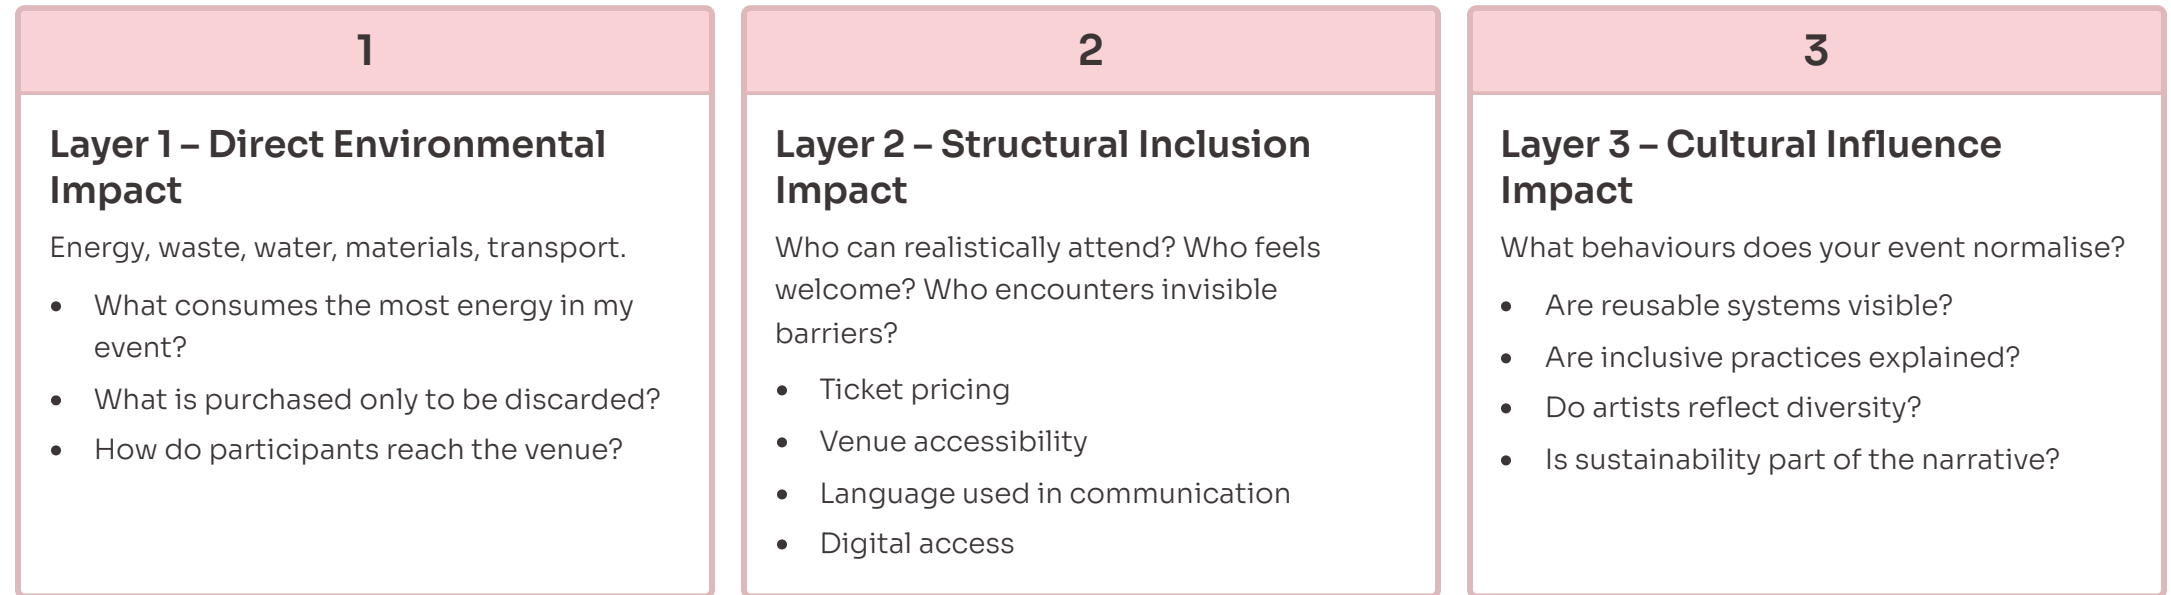 1
Layer 1 – Direct Environmental
Impact
Energy, waste, water, materials, transport.
• What consumes the most energy in my
event?
• What is purchased only to be discarded?
• How do participants reach the venue?
2
Layer 2 – Structural Inclusion
Impact
Who can realistically attend? Who feels
welcome? Who encounters invisible
barriers?
• Ticket pricing
• Venue accessibility
• Language used in communication
• Digital access
3
Layer 3 – Cultural Influence
Impact
What behaviours does your event normalise?
• Are reusable systems visible?
• Are inclusive practices explained?
• Do artists reflect diversity?
• Is sustainability part of the narrative?